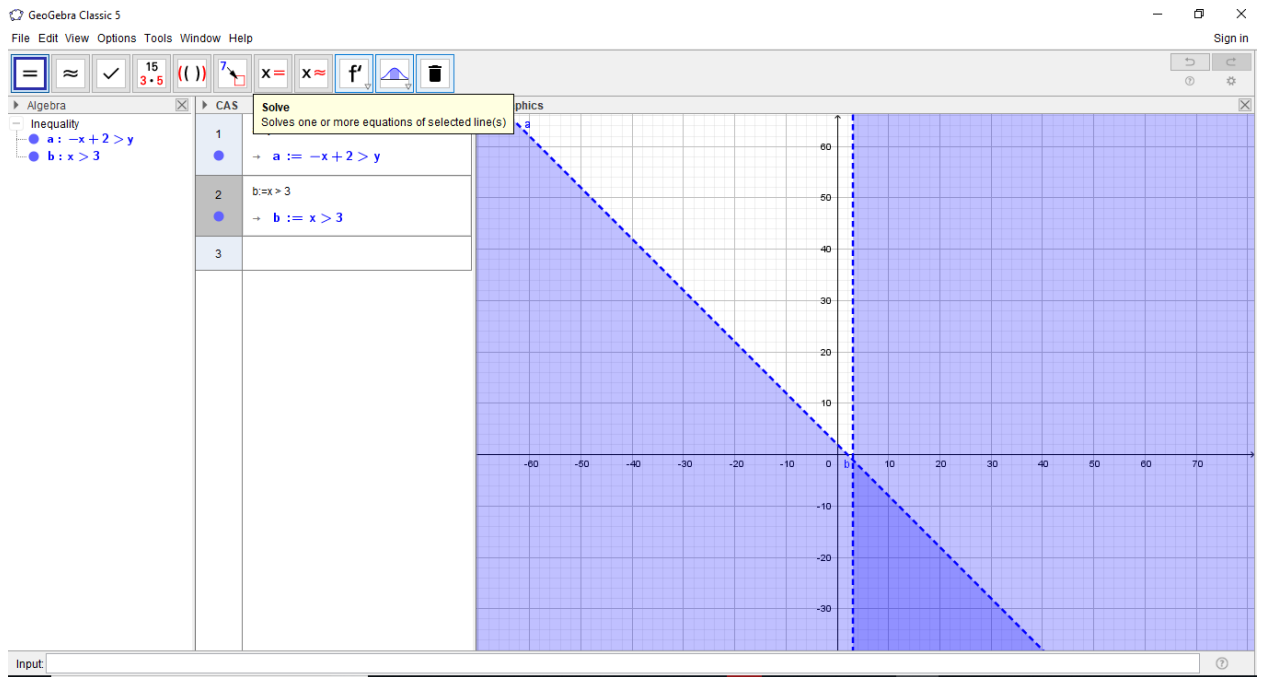 GeoGebra Classic 5
File Edit View Options Tools Window Help
Sign in
= ≈ ✓ 15 3•5 (( )) 7 x= x≈ f′
Algebra
CAS
phics
Solve
Solves one or more equations of selected line(s)
Inequality
a : −x + 2 > y
b : x > 3
1
→ a := −x + 2 > y
2
b:=x > 3
→ b := x > 3
3
a
60
50
40
30
20
10
-60 -50 -40 -30 -20 -10 0 b 10 20 30 40 50 60 70
-10
-20
-30
Input: